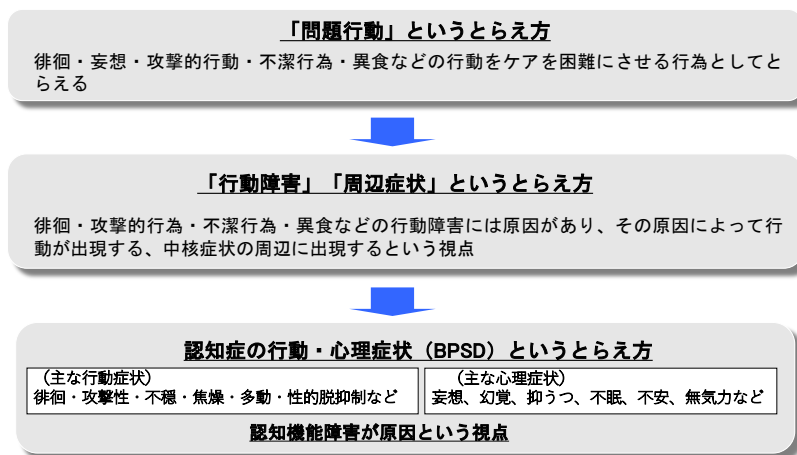 「問題行動」というとらえ方
徘徊・妄想・攻撃的行動・不潔行為・異食などの行動をケアを困難にさせる行為としてと
らえる
「行動障害」「周辺症状」というとらえ方
徘徊・攻撃的行為・不潔行為・異食などの行動障害には原因があり、その原因によって行
動が出現する、中核症状の周辺に出現するという視点
認知症の行動・心理症状（BPSD）というとらえ方
（主な行動症状）
徘徊・攻撃性・不穏・焦燥・多動・性的脱抑制など
（主な心理症状）
妄想、幻覚、抑うつ、不眠、不安、無気力など
認知機能障害が原因という視点